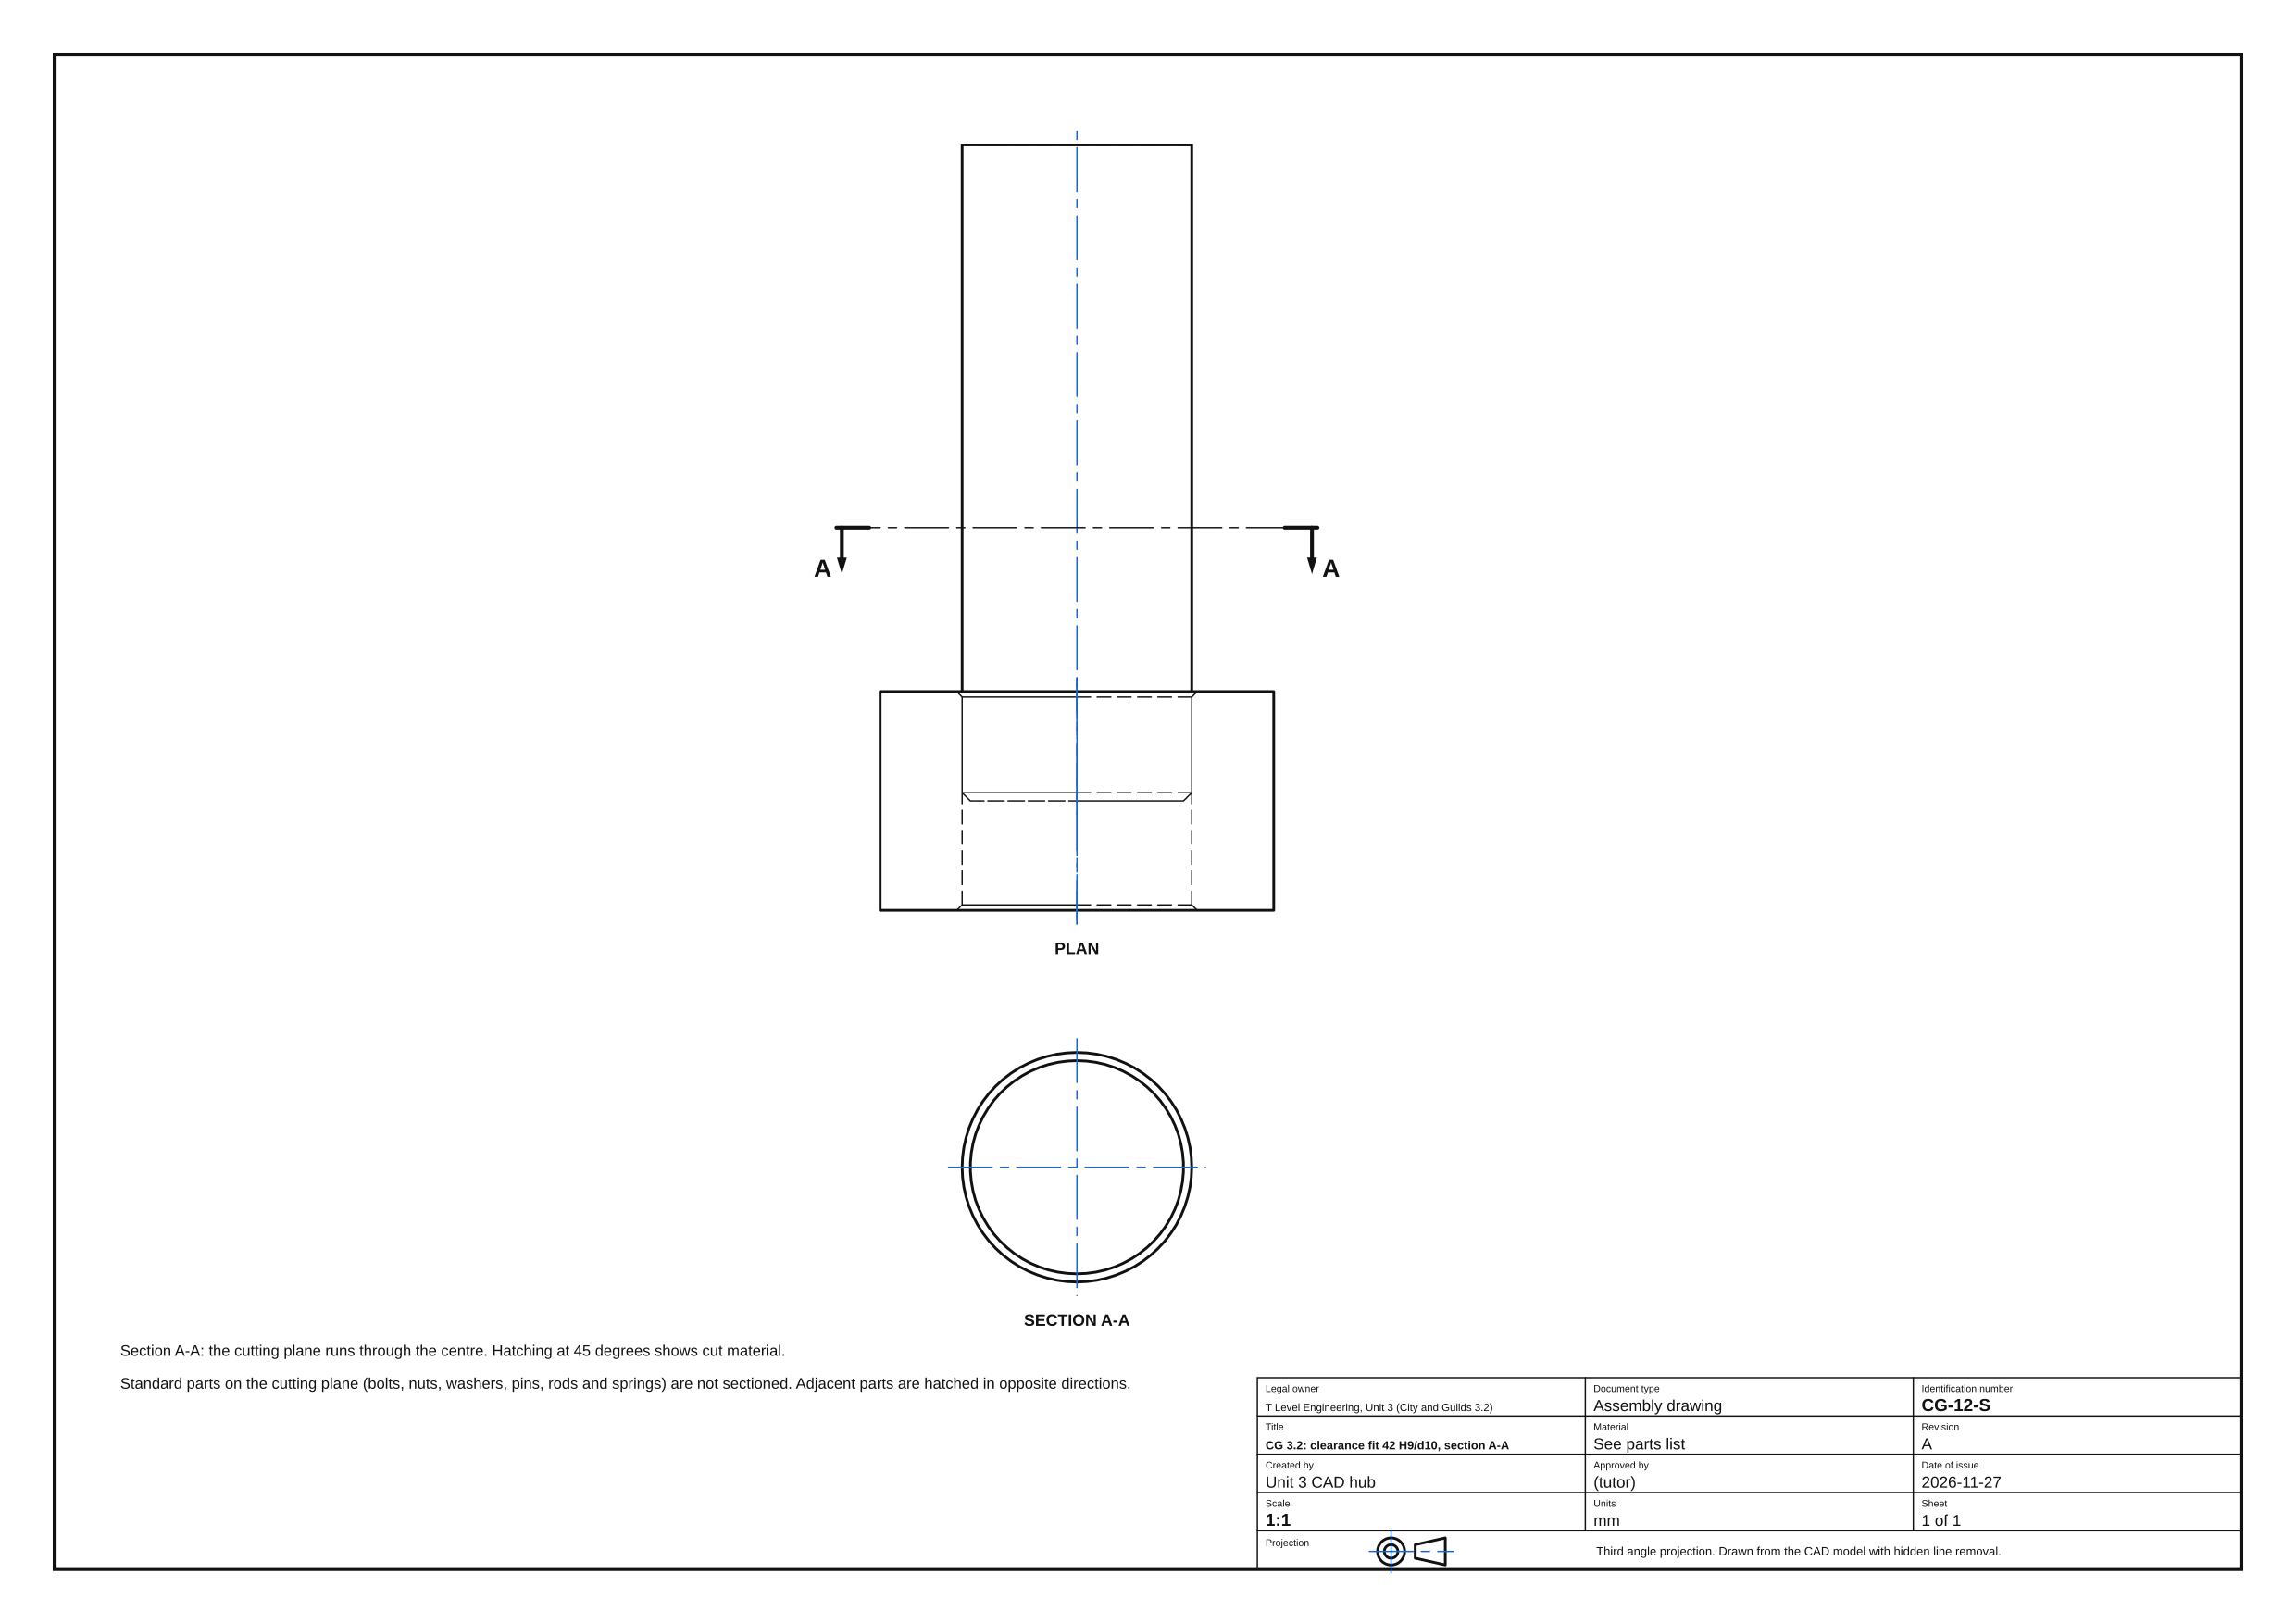 A
A
PLAN
SECTION A-A
Section A-A: the cutting plane runs through the centre. Hatching at 45 degrees shows cut material.
Standard parts on the cutting plane (bolts, nuts, washers, pins, rods and springs) are not sectioned. Adjacent parts are hatched in opposite directions.
Legal owner
T Level Engineering, Unit 3 (City and Guilds 3.2)
Document type
Assembly drawing
Identification number
CG-12-S
Title
CG 3.2: clearance fit 42 H9/d10, section A-A
Material
See parts list
Revision
A
Created by
Unit 3 CAD hub
Approved by
(tutor)
Date of issue
2026-11-27
Scale
1:1
Units
mm
Sheet
1 of 1
Projection
Third angle projection. Drawn from the CAD model with hidden line removal.